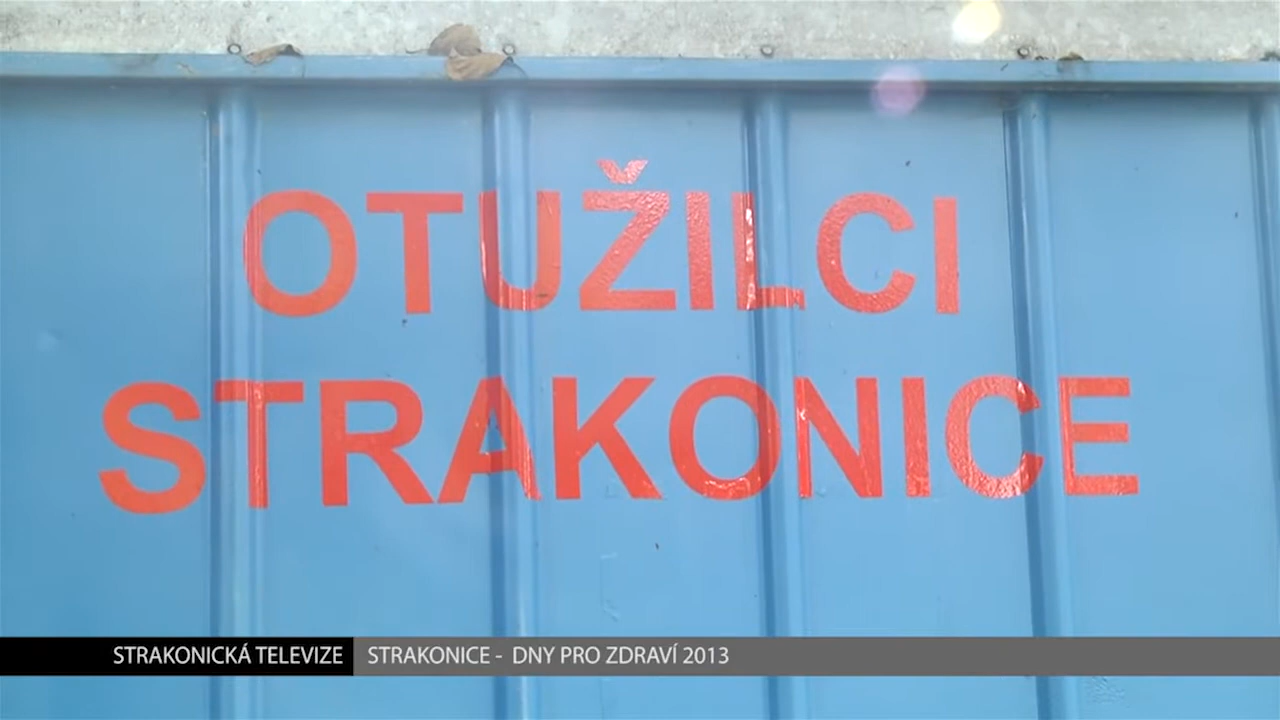 OTUŽILCI
STRAKONICE
STRAKONICKÁ TELEVIZE STRAKONICE - DNY PRO ZDRAVÍ 2013